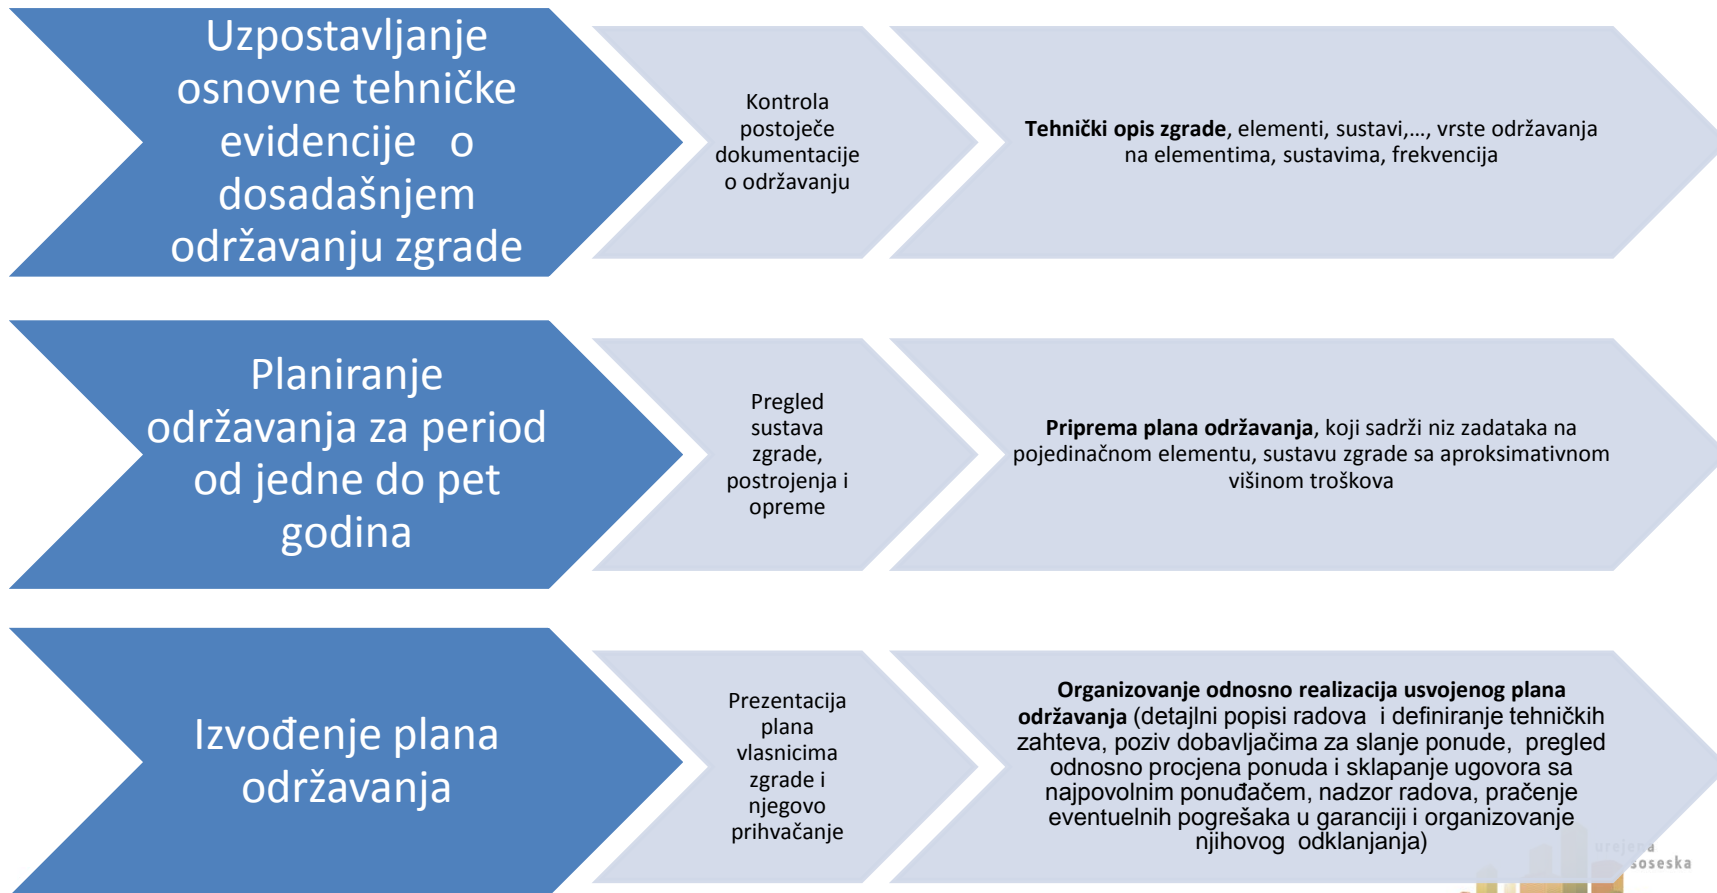 Uzpostavljanje
osnovne tehničke
evidencije o
dosadašnjem
održavanju zgrade
Kontrola
postoječe
dokumentacije
o održavanju
Tehnički opis zgrade, elementi, sustavi,..., vrste održavanja
na elementima, sustavima, frekvencija
Planiranje
održavanja za period
od jedne do pet
godina
Pregled
sustava
zgrade,
postrojenja i
opreme
Priprema plana održavanja, koji sadrži niz zadataka na
pojedinačnom elementu, sustavu zgrade sa aproksimativnom
višinom troškova
Izvođenje plana
održavanja
Prezentacija
plana
vlasnicima
zgrade i
njegovo
prihvačanje
Organizovanje odnosno realizacija usvojenog plana
održavanja (detajlni popisi radova i definiranje tehničkih
zahteva, poziv dobavljačima za slanje ponude, pregled
odnosno procjena ponuda i sklapanje ugovora sa
najpovolnim ponuđačem, nadzor radova, pračenje
eventuelnih pogrešaka u garanciji i organizovanje
njihovog odklanjanja)
urejena
soseska